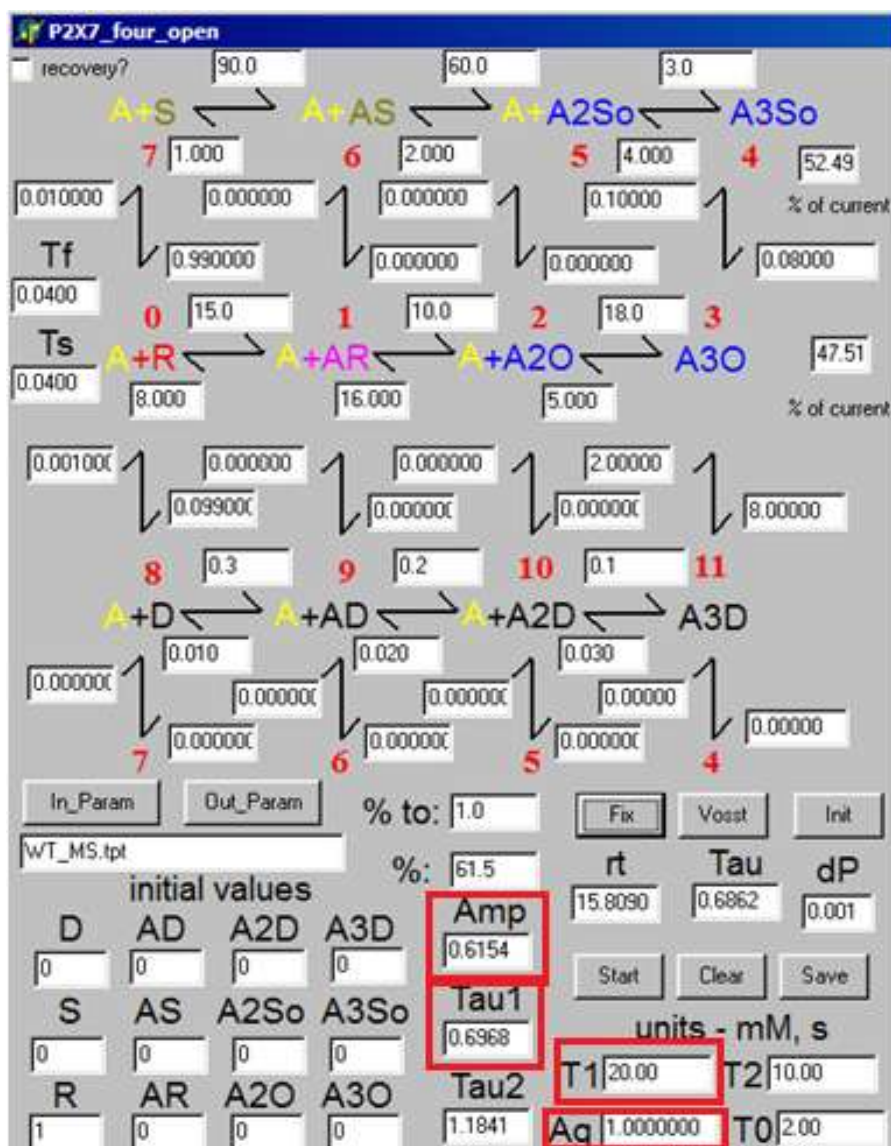 P2X7_four_open
recovery? 90.0 60.0 3.0
A+S A+AS A+A2So A3So
7 1.000 6 2.000 5 4.000 4 52.49
0.010000 0.000000 0.000000 0.10000 % of current
Tf 0.990000 0.000000 0.000000 0.08000
0.0400
0 15.0 1 10.0 2 18.0 3
Ts A+R A+AR A+A2O A3O 47.51
0.0400 8.000 16.000 5.000 % of current
0.00100( 0.000000 0.000000 2.00000
0.09900( 0.00000( 0.00000( 8.00000
8 0.3 9 0.2 10 0.1 11
A+D A+AD A+A2D A3D
0.010 0.020 0.030
0.00000( 0.00000( 0.00000( 0.00000
0.00000( 0.00000( 0.00000( 0.00000
7 6 5 4
In_Param Out_Param % to: 1.0 Fix Vosst Init
WT_MS.tpt %: 61.5 rt Tau dP
initial values 15.8090 0.6862 0.001
D AD A2D A3D Amp
0 0 0 0 0.6154 Start Clear Save
S AS A2So A3So Tau1 units - mM, s
0 0 0 0 0.6968 T1 20.00 T2 10.00
R AR A2O A3O Tau2
1 0 0 0 1.1841 Ag 1.0000000 T0 2.00